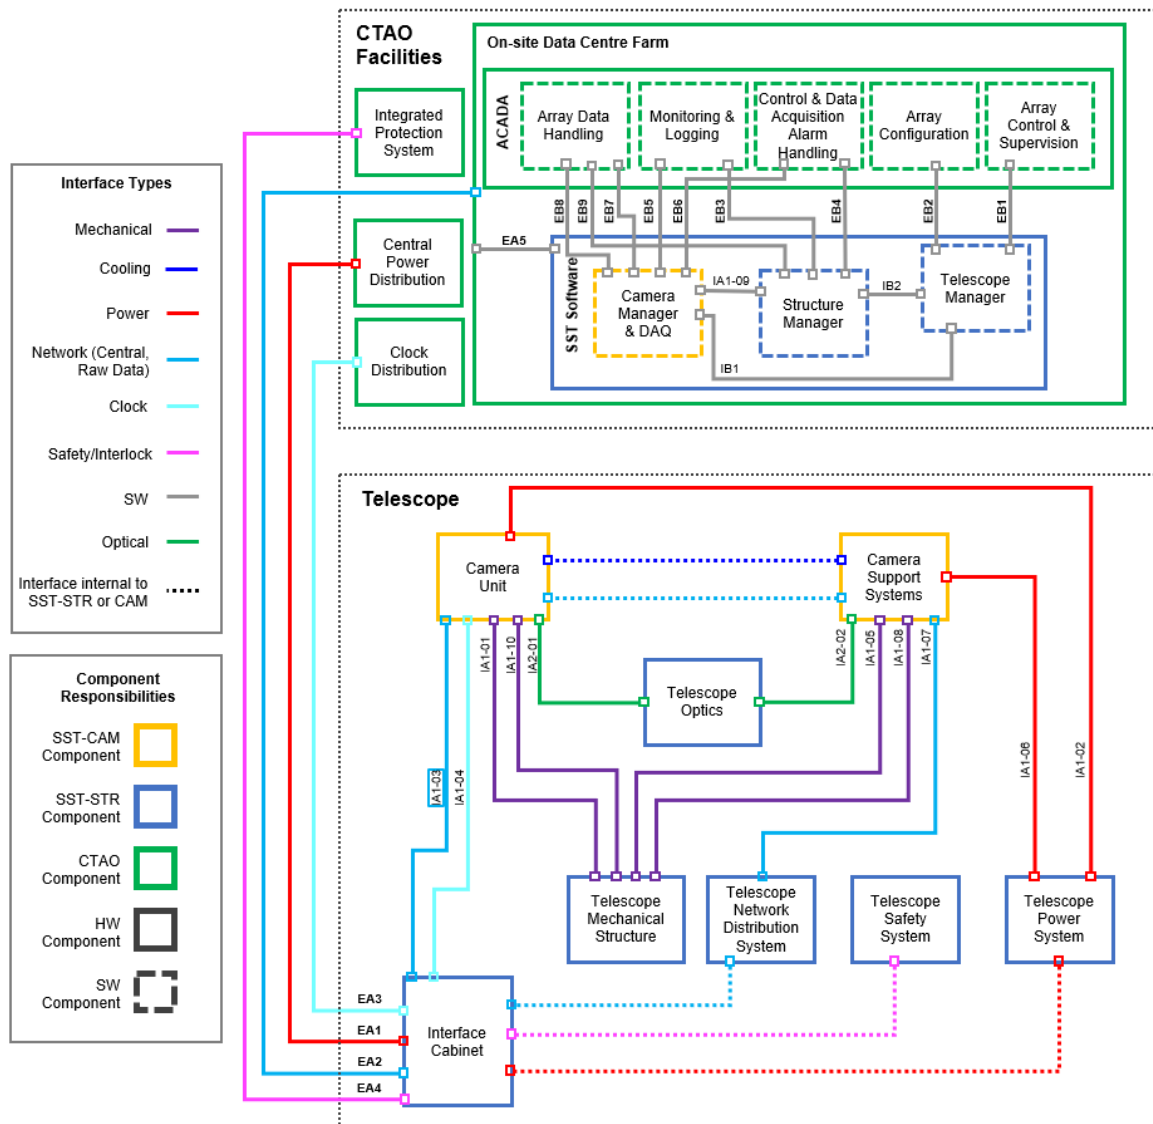 CTAO
Facilities
On-site Data Centre Farm
ACADA
Array Data
Handling
Monitoring &
Logging
Control & Data
Acquisition
Alarm
Handling
Array
Configuration
Array
Control &
Supervision
Integrated
Protection
System
Central
Power
Distribution
Clock
Distribution
EB8
EB9
EB7
EB5
EB6
EB3
EB4
EB2
EB1
EA5
SST Software
Camera
Manager
& DAQ
IA1-09
Structure
Manager
IB2
Telescope
Manager
IB1
Interface Types
Mechanical
Cooling
Power
Network (Central,
Raw Data)
Clock
Safety/Interlock
SW
Optical
Interface internal to
SST-STR or CAM
Component
Responsibilities
SST-CAM
Component
SST-STR
Component
CTAO
Component
HW
Component
SW
Component
Telescope
Camera
Unit
Camera
Support
Systems
IA1-01
IA1-10
IA2-01
IA2-02
IA1-05
IA1-08
IA1-07
Telescope
Optics
IA1-03
IA1-04
IA1-06
IA1-02
Telescope
Mechanical
Structure
Telescope
Network
Distribution
System
Telescope
Safety
System
Telescope
Power
System
EA3
EA1
EA2
EA4
Interface
Cabinet